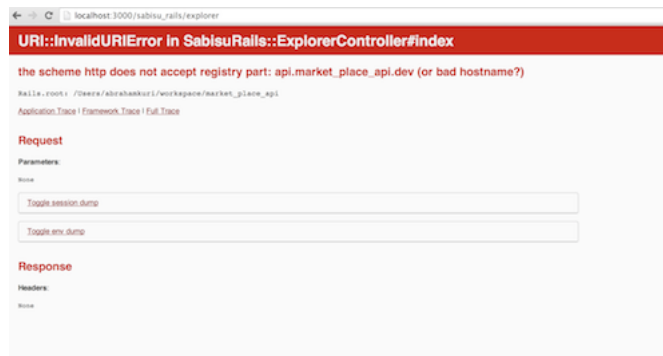 localhost:3000/sabisu_rails/explorer
URI::InvalidURIError in SabisuRails::ExplorerController#index
the scheme http does not accept registry part: api.market_place_api.dev (or bad hostname?)
Rails.root: /Users/abrahamkuri/workspace/market_place_api
Application Trace | Framework Trace | Full Trace
Request
Parameters:
None
Toggle session dump
Toggle env dump
Response
Headers:
None